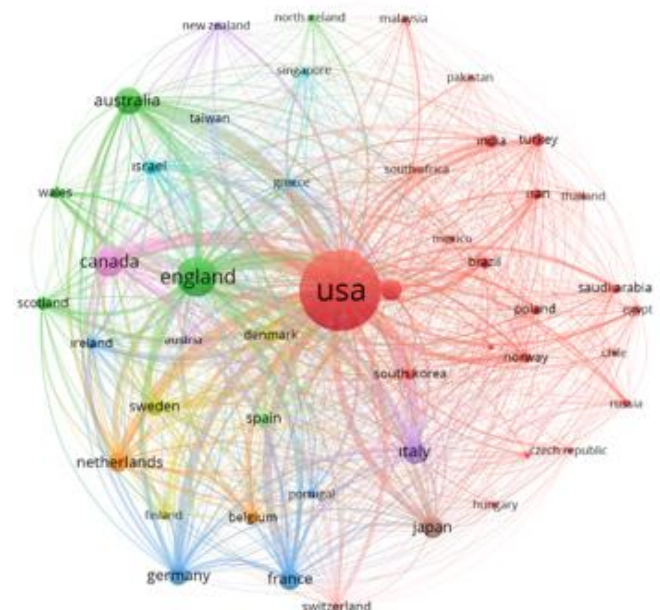 north ireland
malaysia
new zealand
singapore
pakistan
australia
taiwan
india
turkey
israel
south africa
greece
wales
iran
thailand
mexico
canada
brazil
england
usa
saudi arabia
scotland
poland
egypt
ireland
austria
denmark
chile
norway
south korea
sweden
russia
spain
italy
netherlands
czech republic
portugal
hungary
finland
belgium
japan
germany
france
switzerland